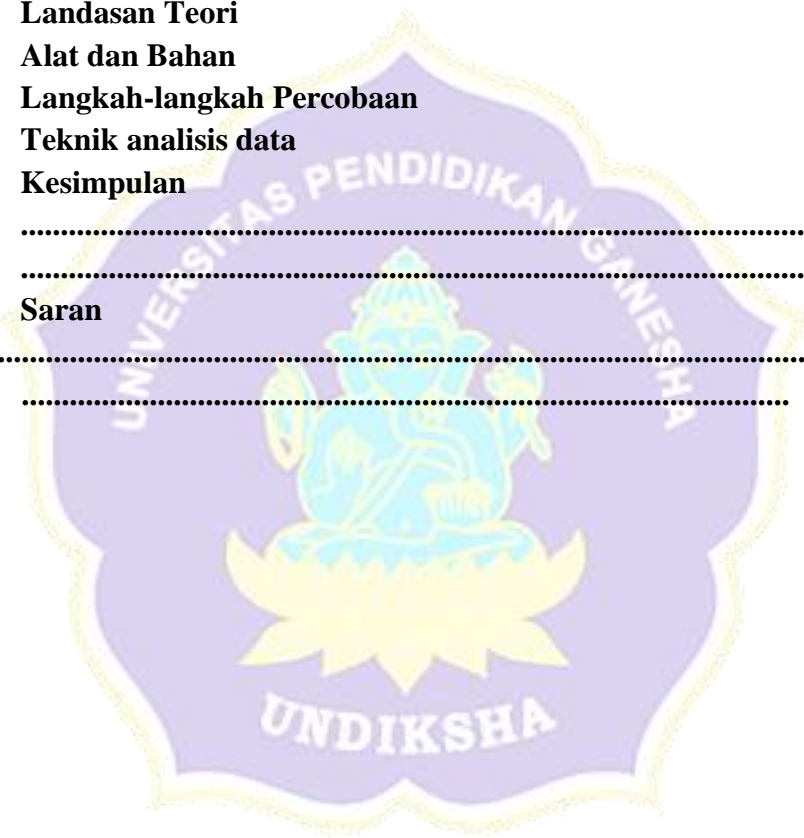 Landasan Teori
Alat dan Bahan
Langkah-langkah Percobaan
Teknik analisis data
Kesimpulan
..................................................................................................
..................................................................................................
Saran
....................................................................................................
................................................................................................
UNIVERSITAS PENDIDIKAN GANESHA
UNDIKSHA